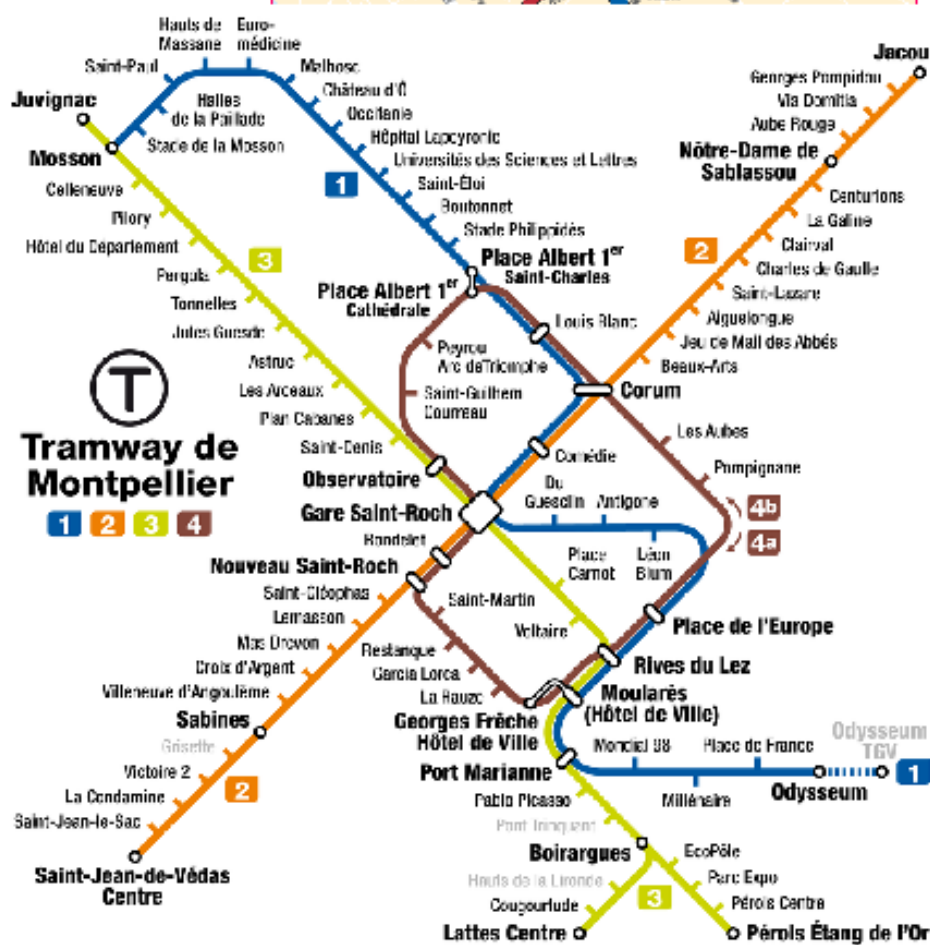 Hauts de
Massane
Euro-
médicine
Saint-Paul
Malbosc
Jacou
Juvignac
Château d'Ô
Georges Pompidou
Halles
de la Paillade
Occitanie
Via Domitia
Stade de la Mosson
Hôpital Lapeyronie
Aube Rouge
Mosson
Universités des Sciences et Lettres
Nôtre-Dame de
Sablassou
Celleneuve
1
Saint-Éloi
Centurions
Pilory
Boutonnet
La Galine
Hôtel du Département
3
Stade Philippidès
2
Clairval
Pergola
Place Albert 1er
Saint-Charles
Charles de Gaulle
Tonnelles
Place Albert 1er
Cathédrale
Saint-Lazare
Jules Guesde
Louis Blanc
Aiguelongue
Astruc
Peyrou
Arc deTriomphe
Jeu de Mail des Abbés
Les Arceaux
Saint-Guilhem
Courreau
Beaux-Arts
Corum
Plan Cabanes
Les Aubes
T
Tramway de
Montpellier
1 2 3 4
Saint-Denis
Comédie
Pompignane
Observatoire
Du
Guesclin
Antigone
4b
4a
Gare Saint-Roch
Rondelet
Place
Carnot
Léon
Blum
Nouveau Saint-Roch
Saint-Cléophas
Saint-Martin
Lemasson
Voltaire
Place de l'Europe
Mas Drevon
Restanque
Rives du Lez
Croix d'Argent
Garcia Lorca
Villeneuve d'Angoulême
La Rauze
Moularès
(Hôtel de Ville)
Sabines
Georges Frêche
Hôtel de Ville
Grisette
Mondial 98
Place de France
Odysseum
TGV
Victoire 2
2
Port Marianne
1
La Condamine
Pablo Picasso
Millénaire
Odysseum
Saint-Jean-le-Sec
Pont Trinquat
Boirargues
EcoPôle
Saint-Jean-de-Védas
Centre
Hauts de la Lironde
3
Parc Expo
Cougourlude
Pérols Centre
Lattes Centre
Pérols Étang de l'Or